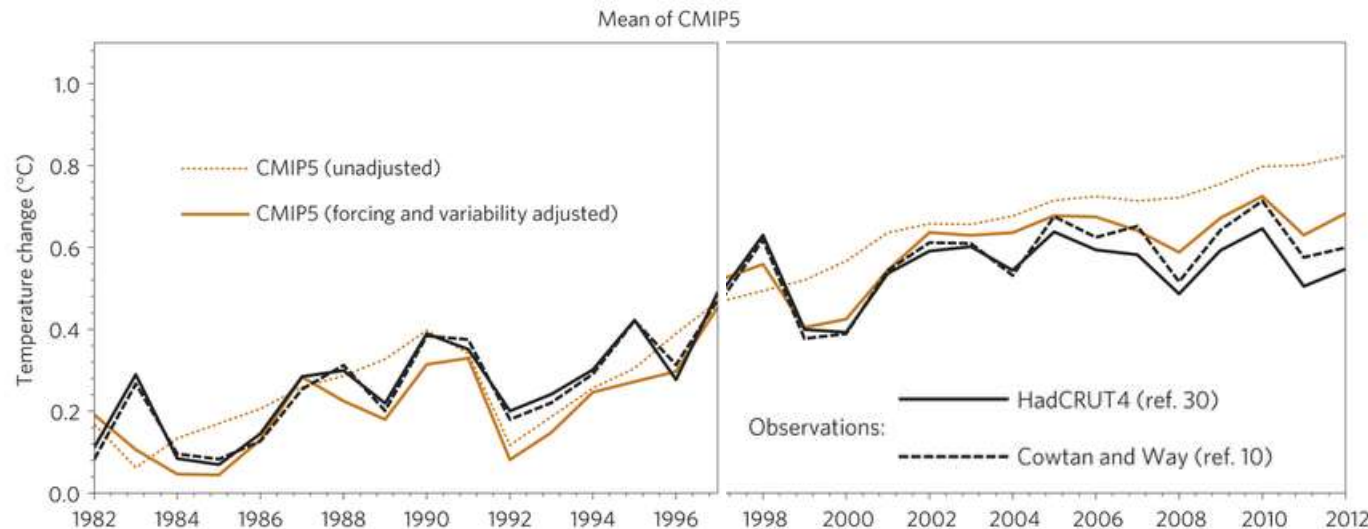 Mean of CMIP5
Temperature change (°C)
1.0
0.8
0.6
0.4
0.2
0.0
CMIP5 (unadjusted)
CMIP5 (forcing and variability adjusted)
Observations:
HadCRUT4 (ref. 30)
Cowtan and Way (ref. 10)
1982 1984 1986 1988 1990 1992 1994 1996 1998 2000 2002 2004 2006 2008 2010 2012